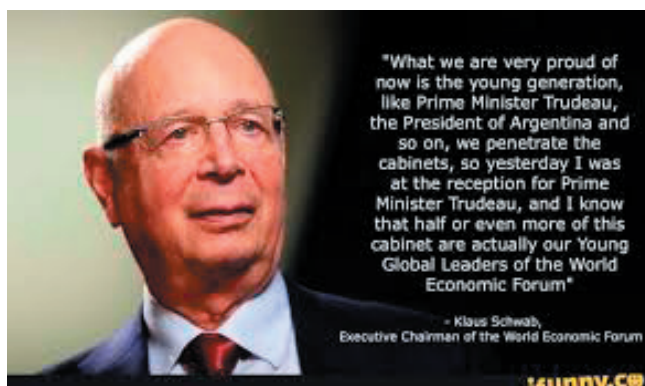 "What we are very proud of
now is the young generation,
like Prime Minister Trudeau,
the President of Argentina and
so on, we penetrate the
cabinets, so yesterday I was
at the reception for Prime
Minister Trudeau, and I know
that half or even more of this
cabinet are actually our Young
Global Leaders of the World
Economic Forum"
- Klaus Schwab,
Executive Chairman of the World Economic Forum
ifunny.co